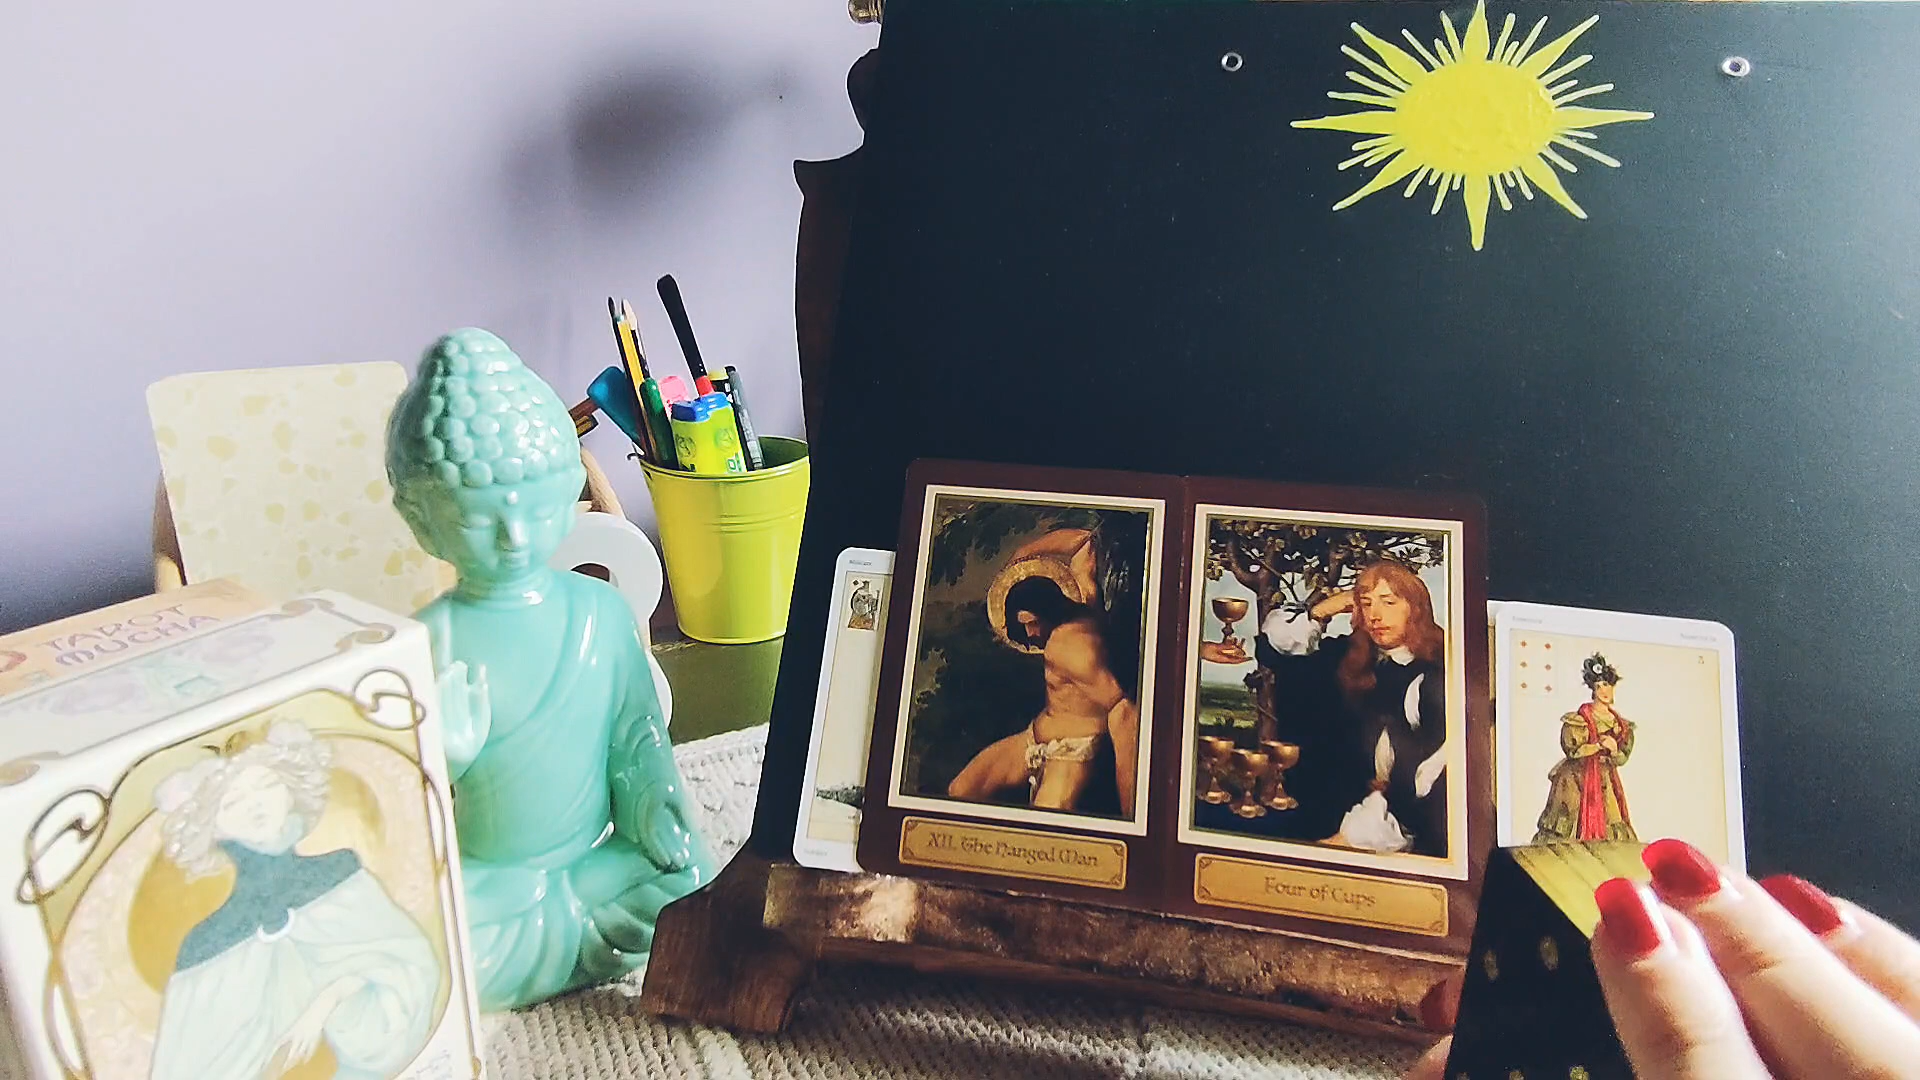 TAROT
MUCHA
XII. The Hanged Man
Four of Cups